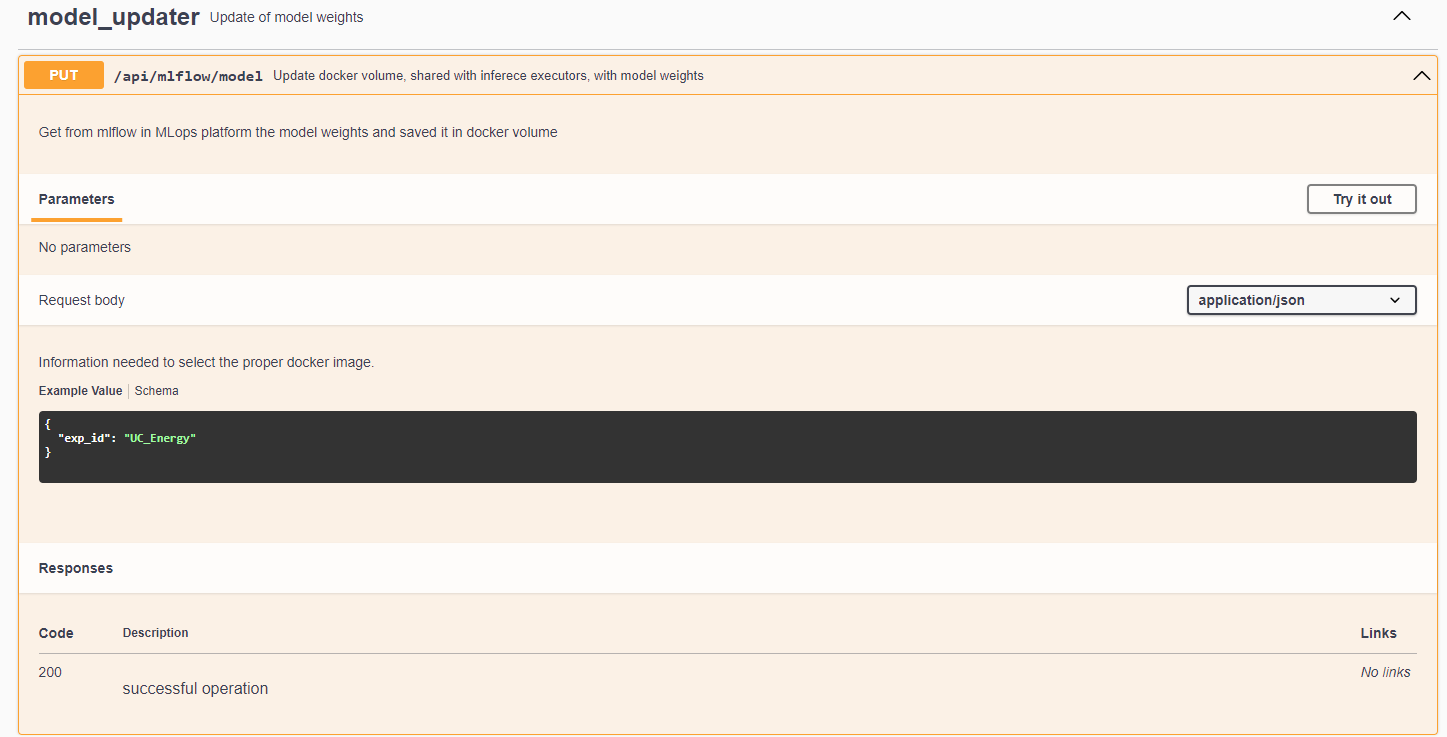 model_updater Update of model weights
PUT /api/mlflow/model Update docker volume, shared with inferece executors, with model weights
Get from mlflow in MLops platform the model weights and saved it in docker volume
Parameters Try it out
No parameters
Request body application/json
Information needed to select the proper docker image.
Example Value Schema
{
"exp_id": "UC_Energy"
}
Responses
Code Description Links
200 No links
successful operation